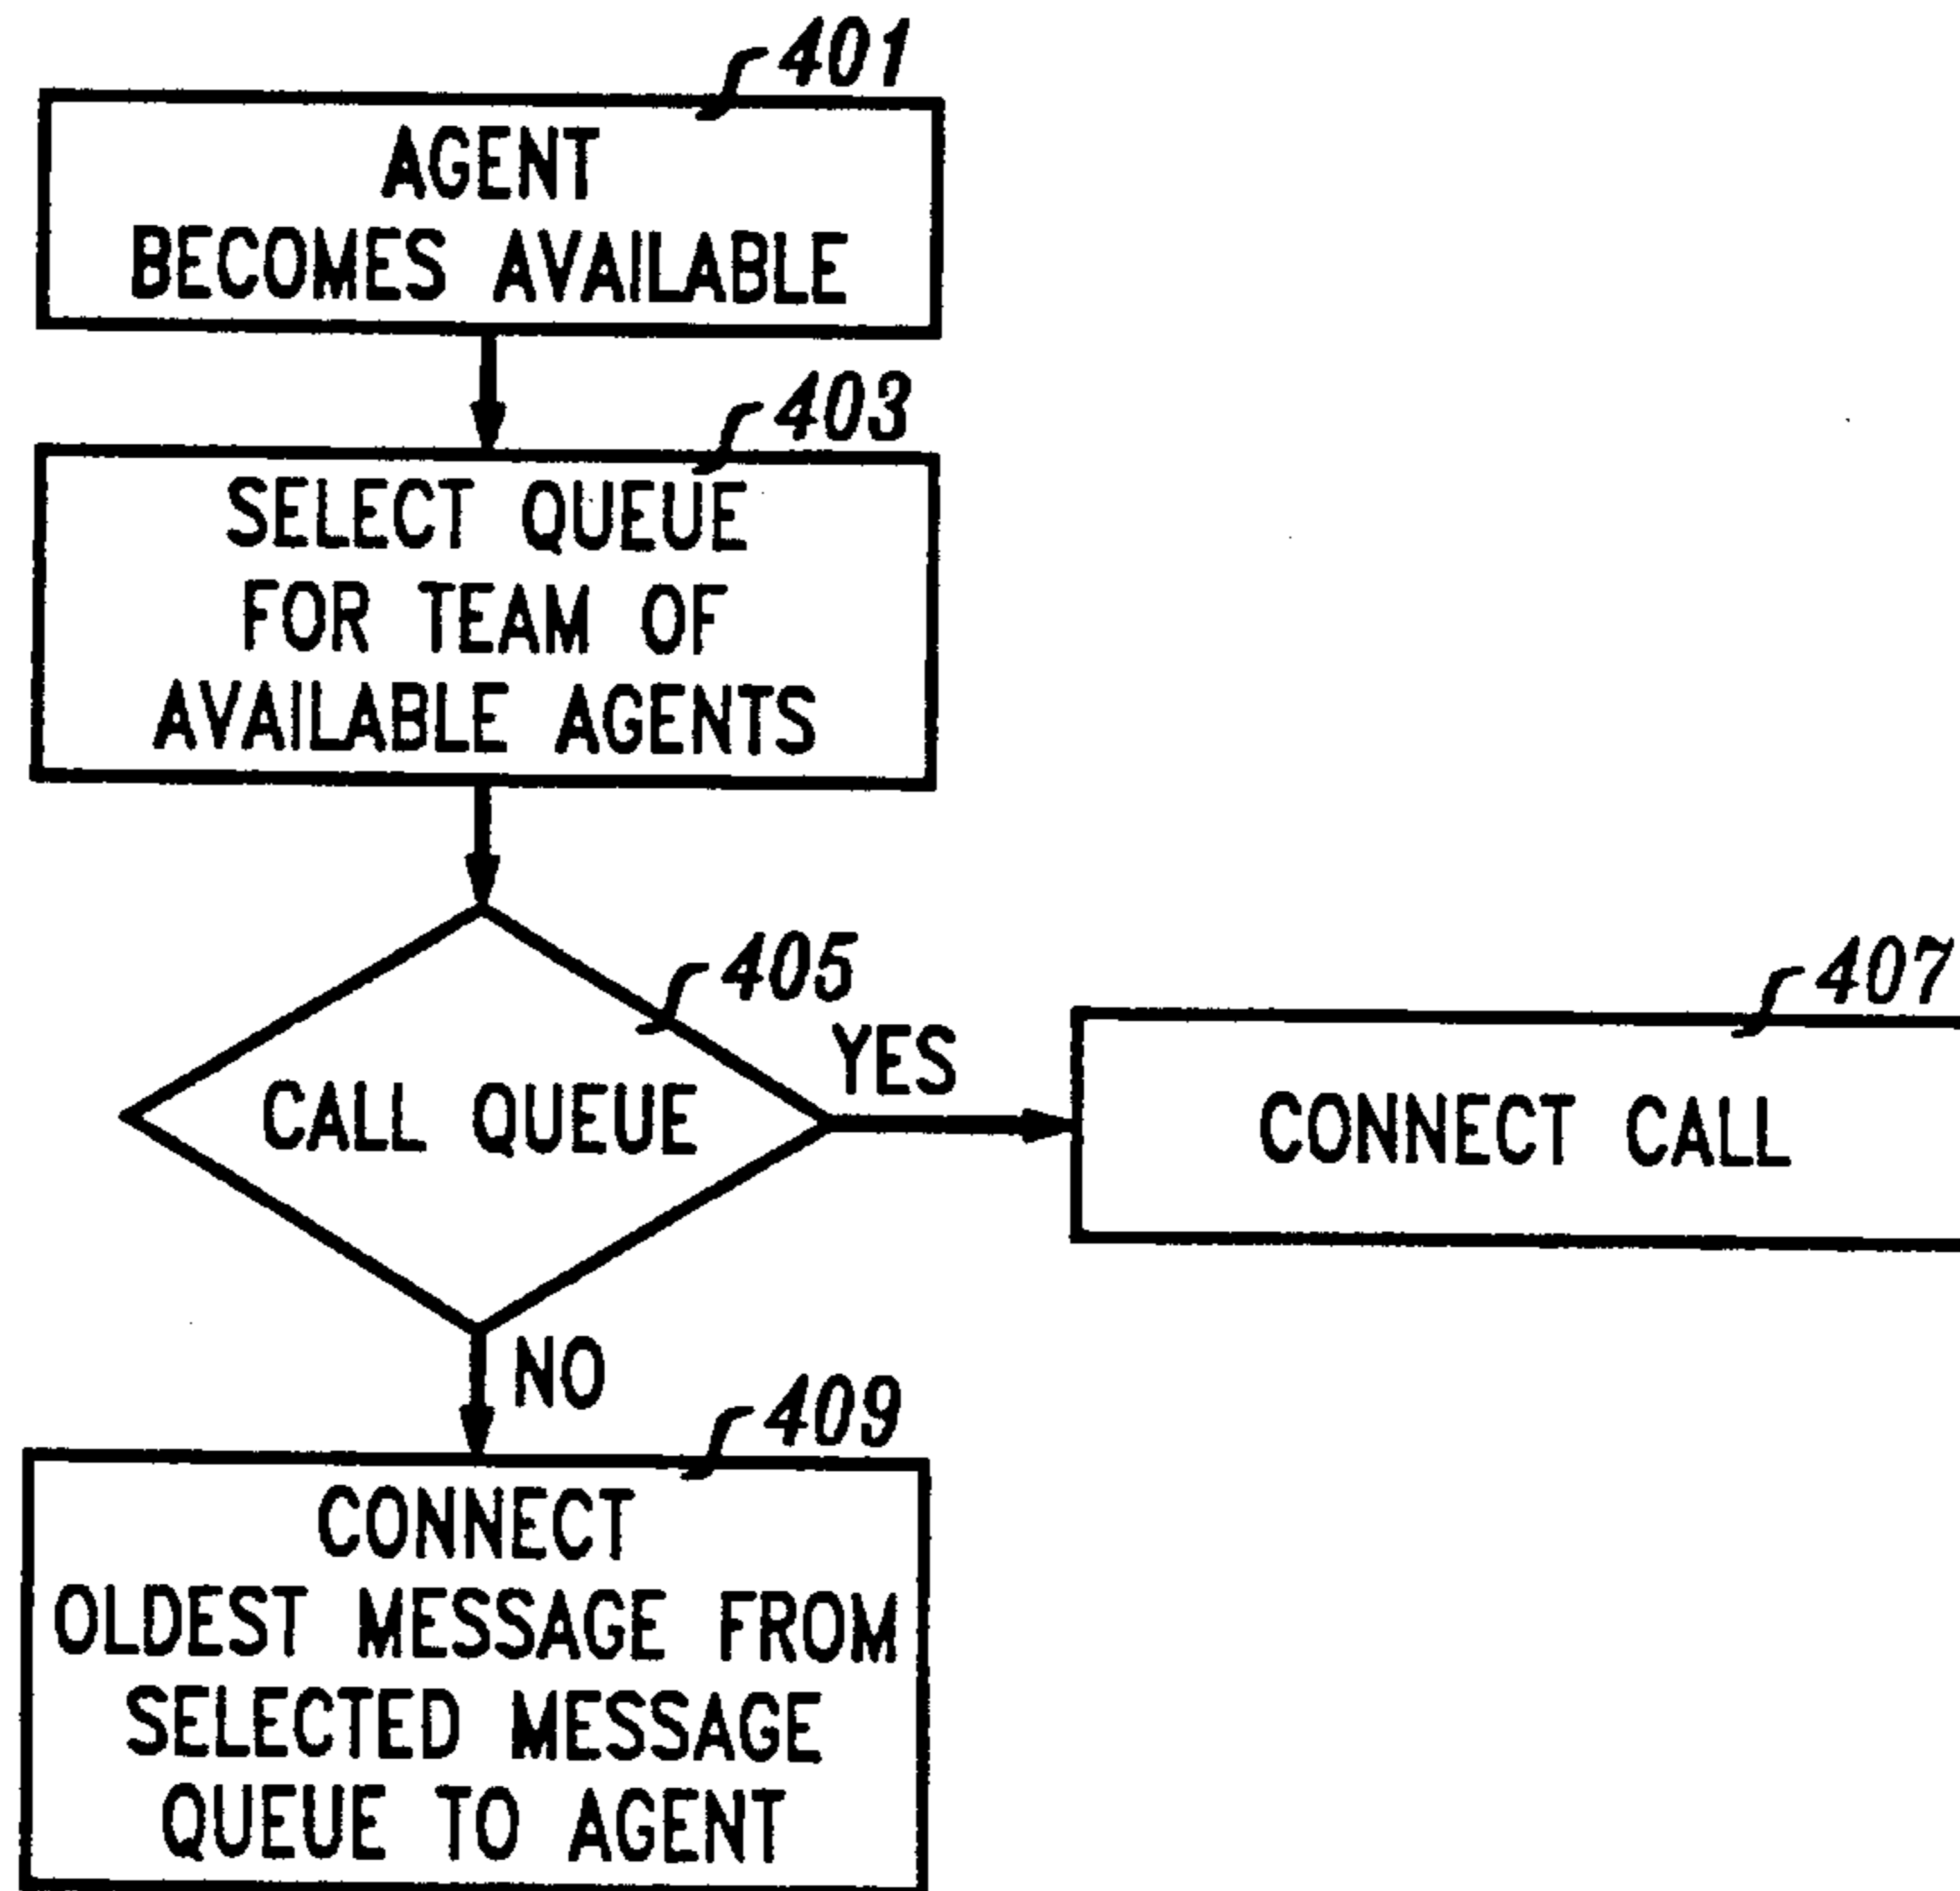 401
AGENT
BECOMES AVAILABLE
403
SELECT QUEUE
FOR TEAM OF
AVAILABLE AGENTS
405
CALL QUEUE
YES
407
CONNECT CALL
NO
409
CONNECT
OLDEST MESSAGE FROM
SELECTED MESSAGE
QUEUE TO AGENT